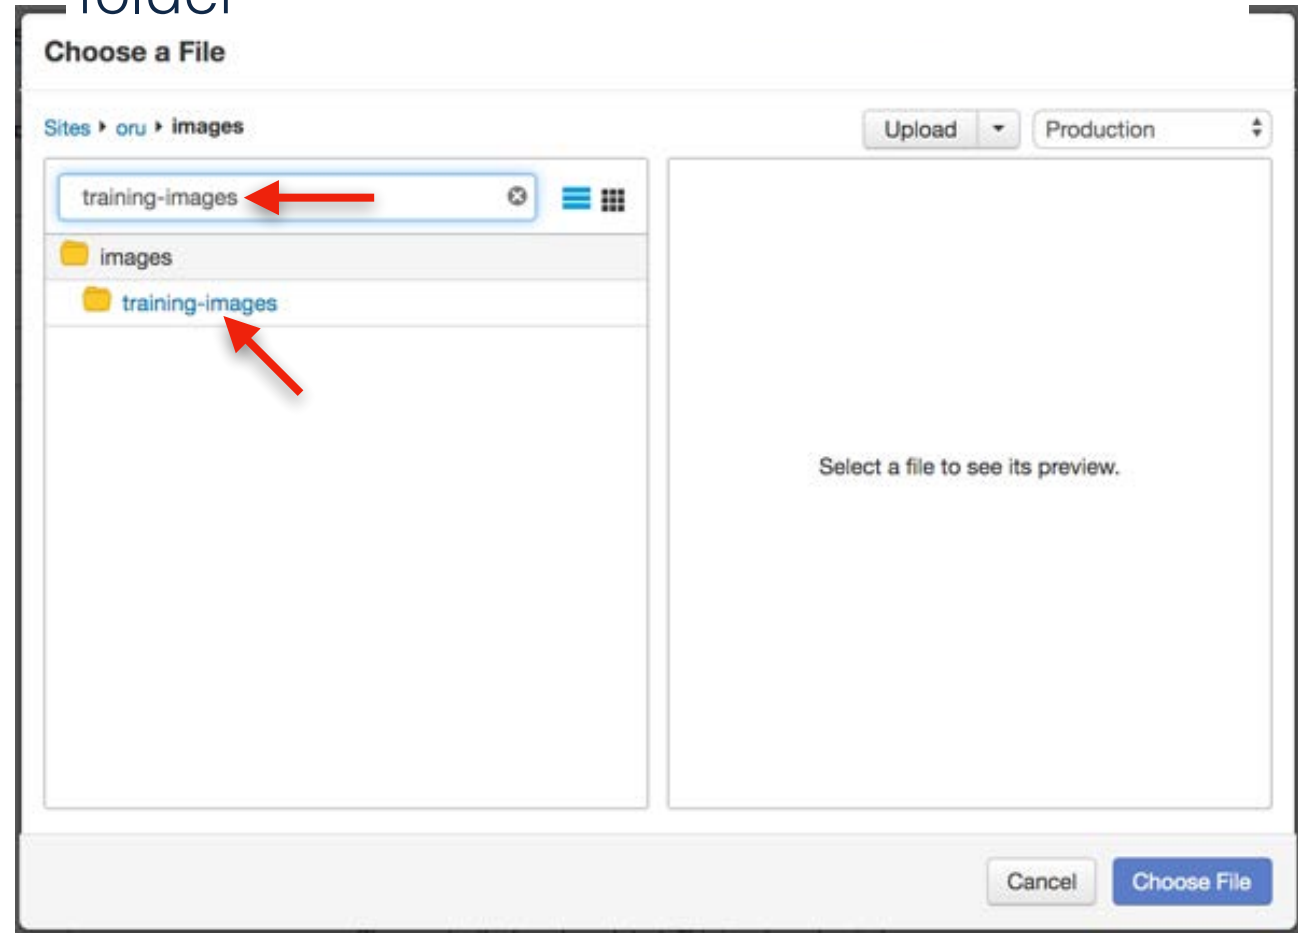 folder
Choose a File
Sites oru images
Upload Production
training-images
images
training-images
Select a file to see its preview.
Cancel Choose File